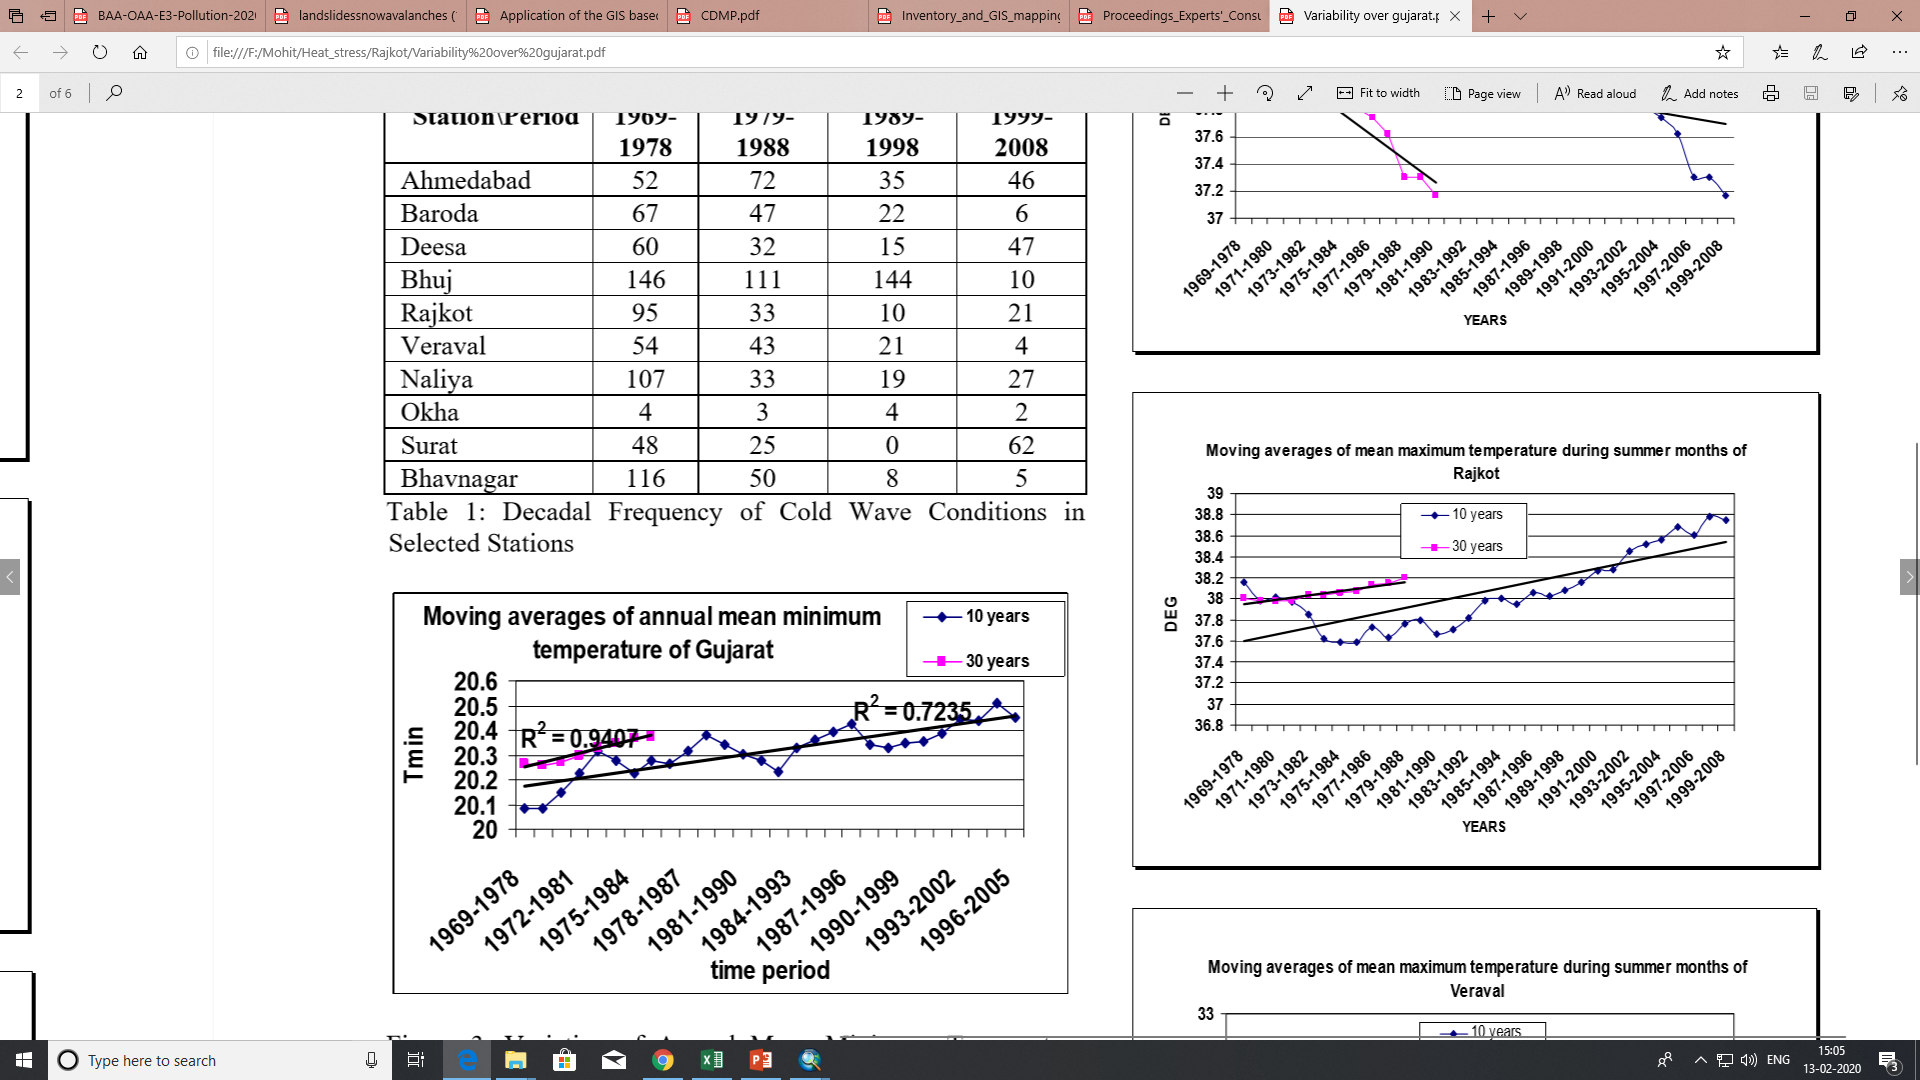 BAA-OAA-E3-Pollution-202
landslidessnowavalanches (
Application of the GIS based
CDMP.pdf
Inventory_and_GIS_mapping
Proceedings_Experts'_Consu
Variability over gujarat.p
file:///F:/Mohit/Heat_stress/Rajkot/Variability%20over%20gujarat.pdf
2 of 6
Fit to width
Page view
Read aloud
Add notes
Station\Period 1969-1978 1979-1988 1989-1998 1999-2008
Ahmedabad 52 72 35 46
Baroda 67 47 22 6
Deesa 60 32 15 47
Bhuj 146 111 144 10
Rajkot 95 33 10 21
Veraval 54 43 21 4
Naliya 107 33 19 27
Okha 4 3 4 2
Surat 48 25 0 62
Bhavnagar 116 50 8 5
Table 1: Decadal Frequency of Cold Wave Conditions in
Selected Stations
Moving averages of annual mean minimum
temperature of Gujarat
10 years
30 years
Tmin
20.6
20.5
20.4
20.3
20.2
20.1
20
R² = 0.9407
R² = 0.7235
1969-1978
1972-1981
1975-1984
1978-1987
1981-1990
1984-1993
1987-1996
1990-1999
1993-2002
1996-2005
time period
37.6
37.4
37.2
37
1969-1978
1971-1980
1973-1982
1975-1984
1977-1986
1979-1988
1981-1990
1983-1992
1985-1994
1987-1996
1989-1998
1991-2000
1993-2002
1995-2004
1997-2006
1999-2008
YEARS
Moving averages of mean maximum temperature during summer months of
Rajkot
10 years
30 years
DEG
39
38.8
38.6
38.4
38.2
38
37.8
37.6
37.4
37.2
37
36.8
1969-1978
1971-1980
1973-1982
1975-1984
1977-1986
1979-1988
1981-1990
1983-1992
1985-1994
1987-1996
1989-1998
1991-2000
1993-2002
1995-2004
1997-2006
1999-2008
YEARS
Moving averages of mean maximum temperature during summer months of
Veraval
33
10 years
Type here to search
ENG
15:05
13-02-2020
3